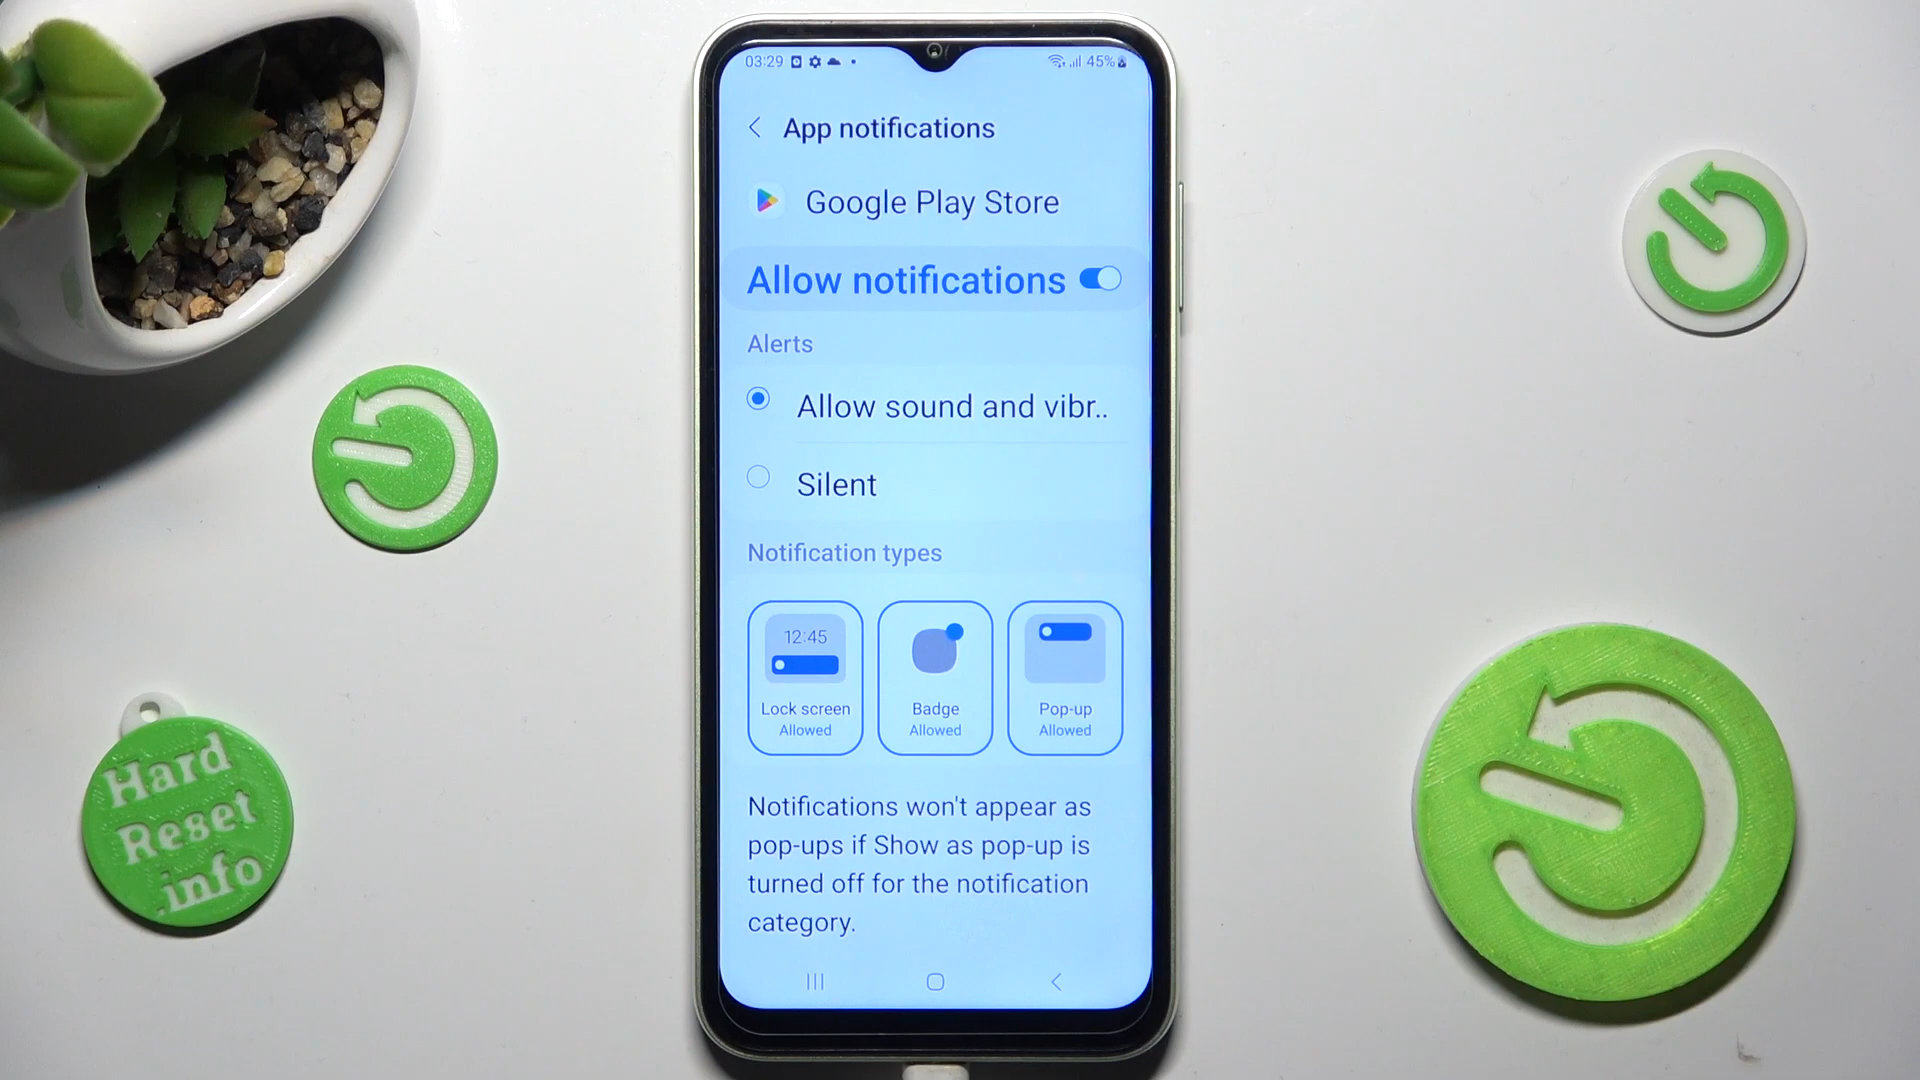 03:29
45%
App notifications
Google Play Store
Allow notifications
Alerts
Allow sound and vibr..
Silent
Notification types
12:45
Lock screen
Allowed
Badge
Allowed
Pop-up
Allowed
Notifications won't appear as
pop-ups if Show as pop-up is
turned off for the notification
category.
Hard
Reset
.info